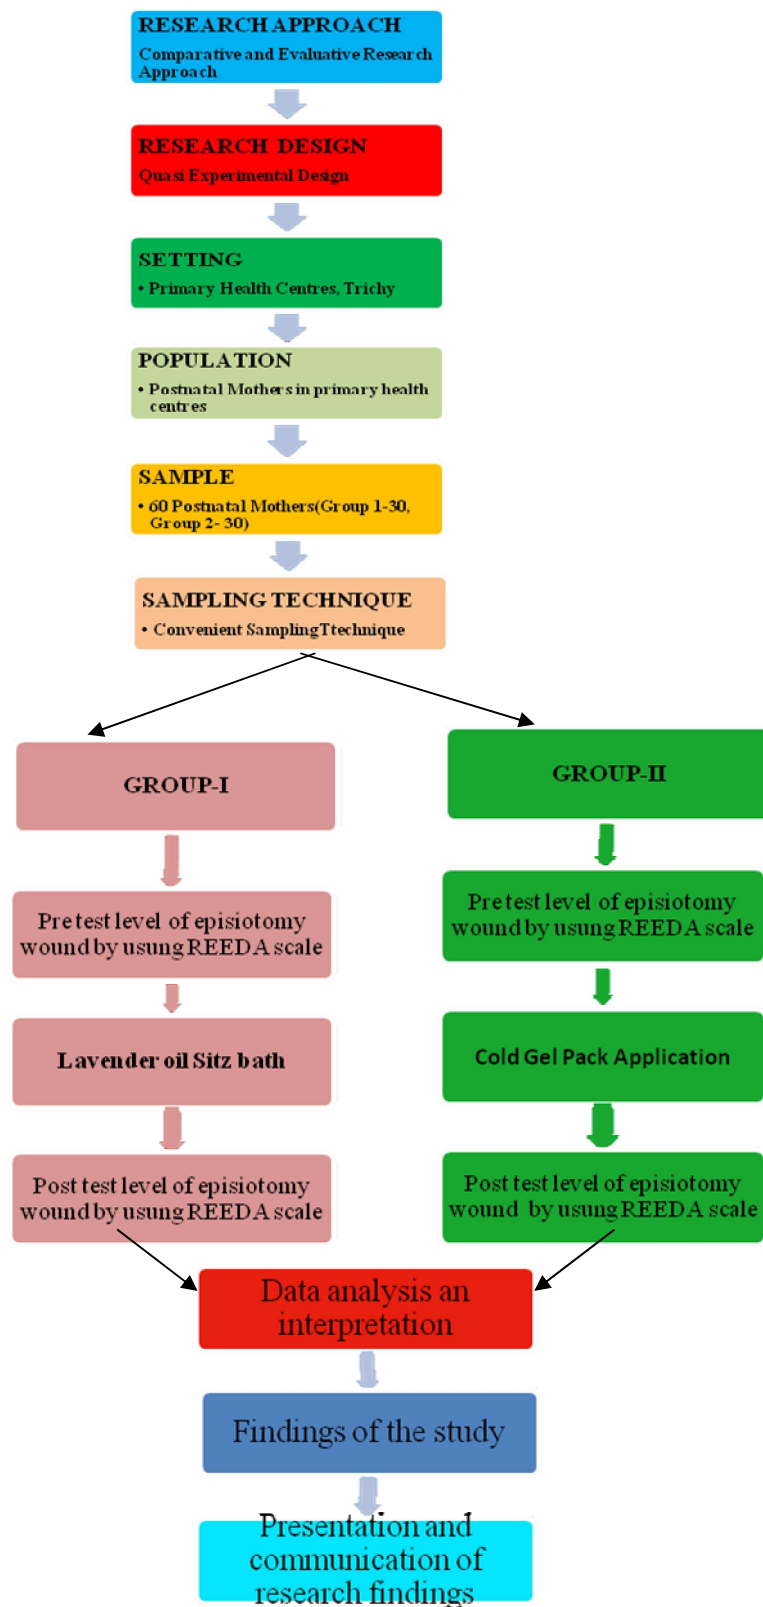 RESEARCH APPROACH
Comparative and Evaluative Research
Approach
RESEARCH DESIGN
Quasi Experimental Design
SETTING
• Primary Health Centres, Trichy
POPULATION
• Postnatal Mothers in primary health
centres
SAMPLE
• 60 Postnatal Mothers(Group 1-30,
Group 2- 30)
SAMPLING TECHNIQUE
• Convenient SamplingTtechnique
GROUP-I
Pre test level of episiotomy
wound by usung REEDA scale
Lavender oil Sitz bath
Post test level of episiotomy
wound by usung REEDA scale
GROUP-II
Pre test level of episiotomy
wound by usung REEDA scale
Cold Gel Pack Application
Post test level of episiotomy
wound by usung REEDA scale
Data analysis an
interpretation
Findings of the study
Presentation and
communication of
research findings